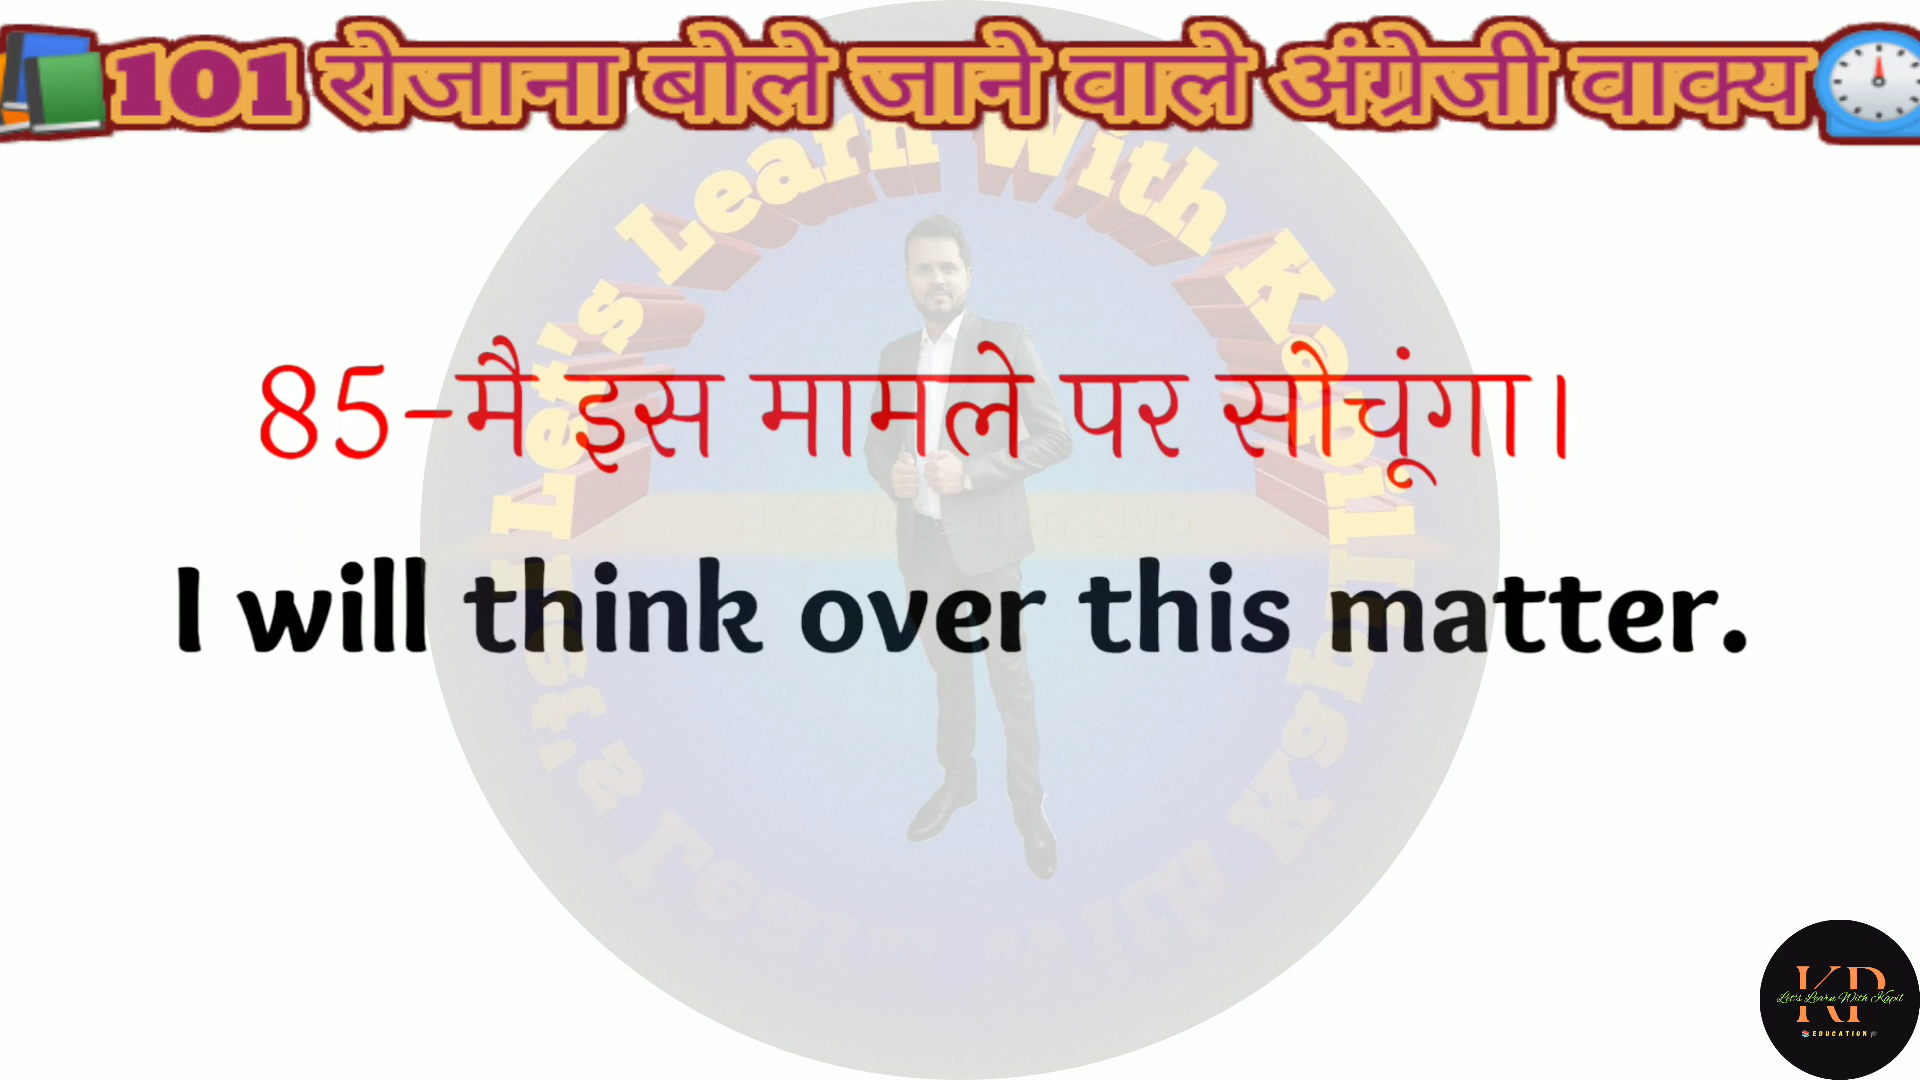 📚101 रोजाना बोले जाने वाले अंग्रेजी वाक्य🕛
Let's Learn With Kapil
85-मै इस मामले पर सोचूंगा।
I will think over this matter.
KP
Let's Learn With Kapil
📚EDUCATION🎓